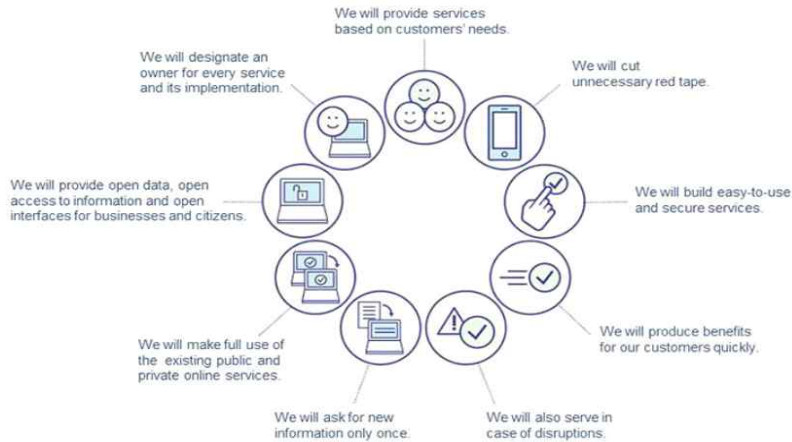 We will provide services
based on customers' needs.
We will cut
unnecessary red tape.
We will build easy-to-use
and secure services.
We will produce benefits
for our customers quickly.
We will also serve in
case of disruptions.
We will ask for new
information only once.
We will make full use of
the existing public and
private online services.
We will provide open data, open
access to information and open
interfaces for businesses and citizens.
We will designate an
owner for every service
and its implementation.